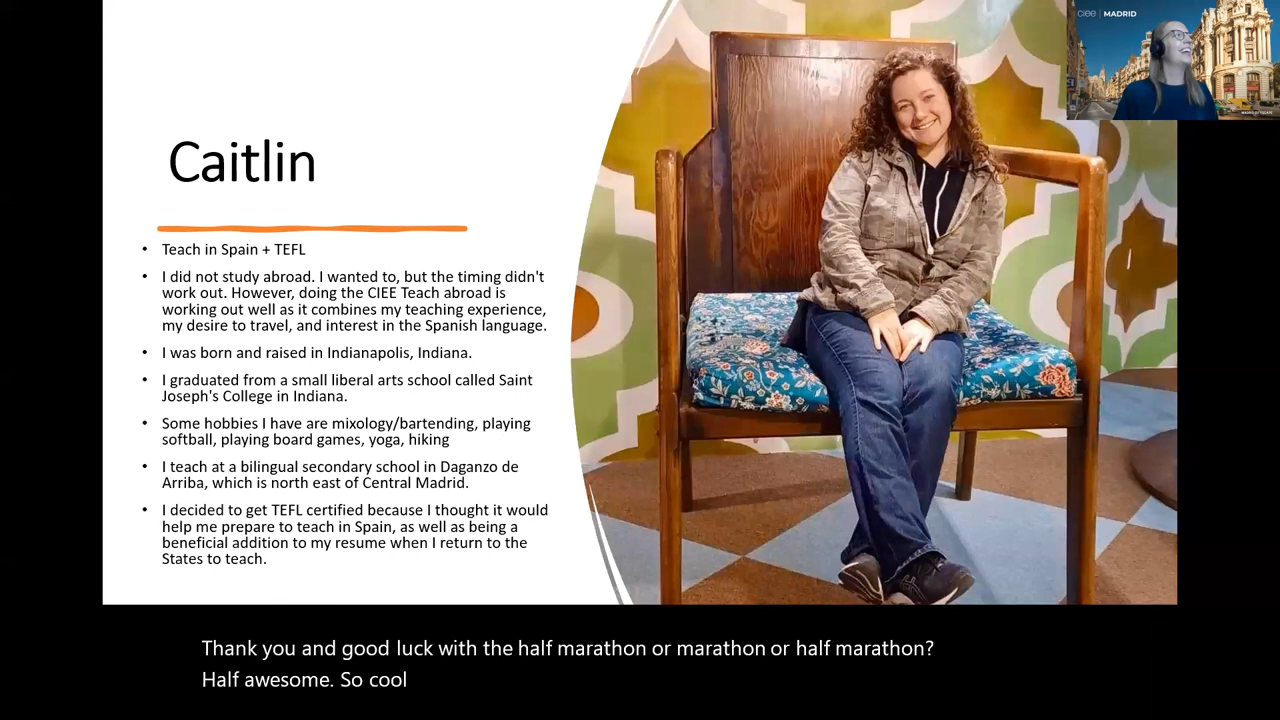 ciee | MADRID
Caitlin
• Teach in Spain + TEFL
• I did not study abroad. I wanted to, but the timing didn't
work out. However, doing the CIEE Teach abroad is
working out well as it combines my teaching experience,
my desire to travel, and interest in the Spanish language.
• I was born and raised in Indianapolis, Indiana.
• I graduated from a small liberal arts school called Saint
Joseph's College in Indiana.
• Some hobbies I have are mixology/bartending, playing
softball, playing board games, yoga, hiking
• I teach at a bilingual secondary school in Daganzo de
Arriba, which is north east of Central Madrid.
• I decided to get TEFL certified because I thought it would
help me prepare to teach in Spain, as well as being a
beneficial addition to my resume when I return to the
States to teach.
Thank you and good luck with the half marathon or marathon or half marathon?
Half awesome. So cool